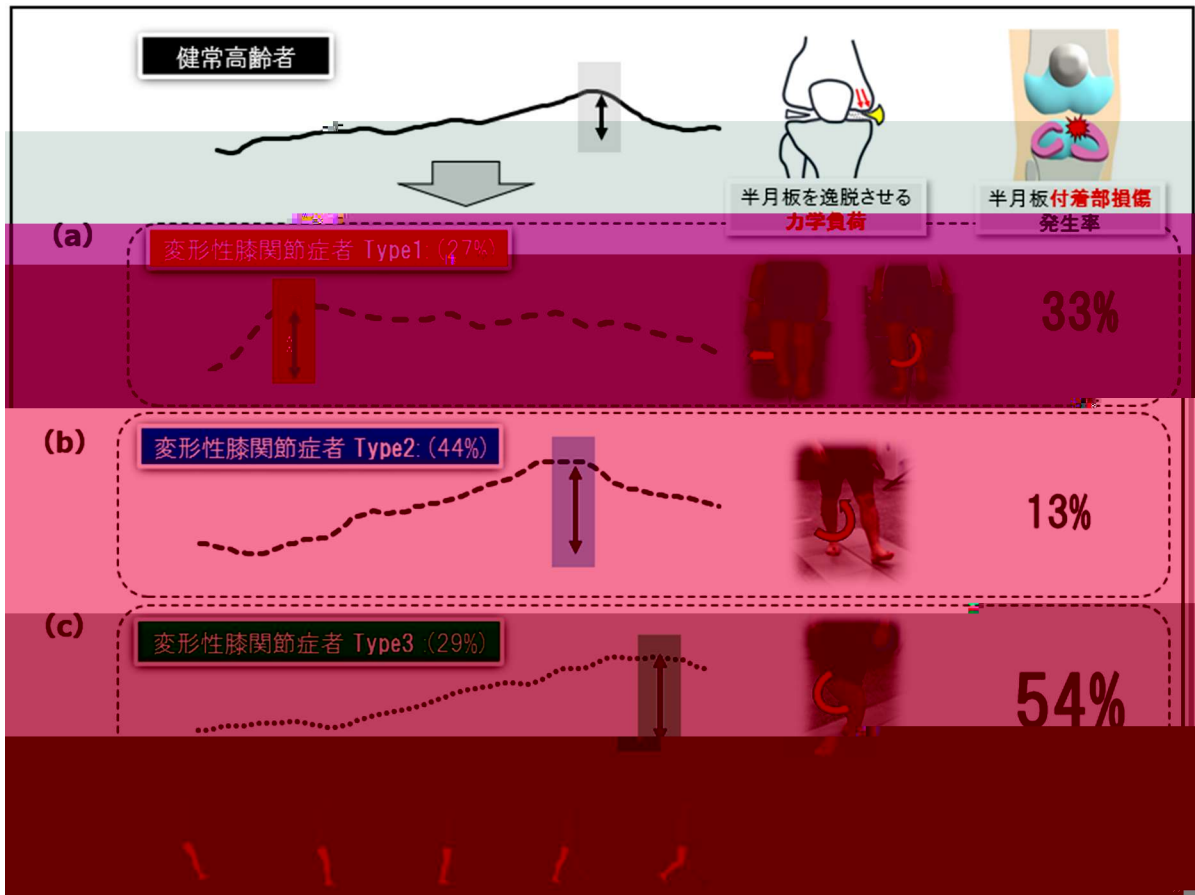 健常高齢者
半月板を逸脱させる
力学負荷
半月板付着部損傷
発生率
(a)
変形性膝関節症者 Type1: (27%)
33%
(b)
変形性膝関節症者 Type2: (44%)
13%
(c)
変形性膝関節症者 Type3 :(29%)
54%